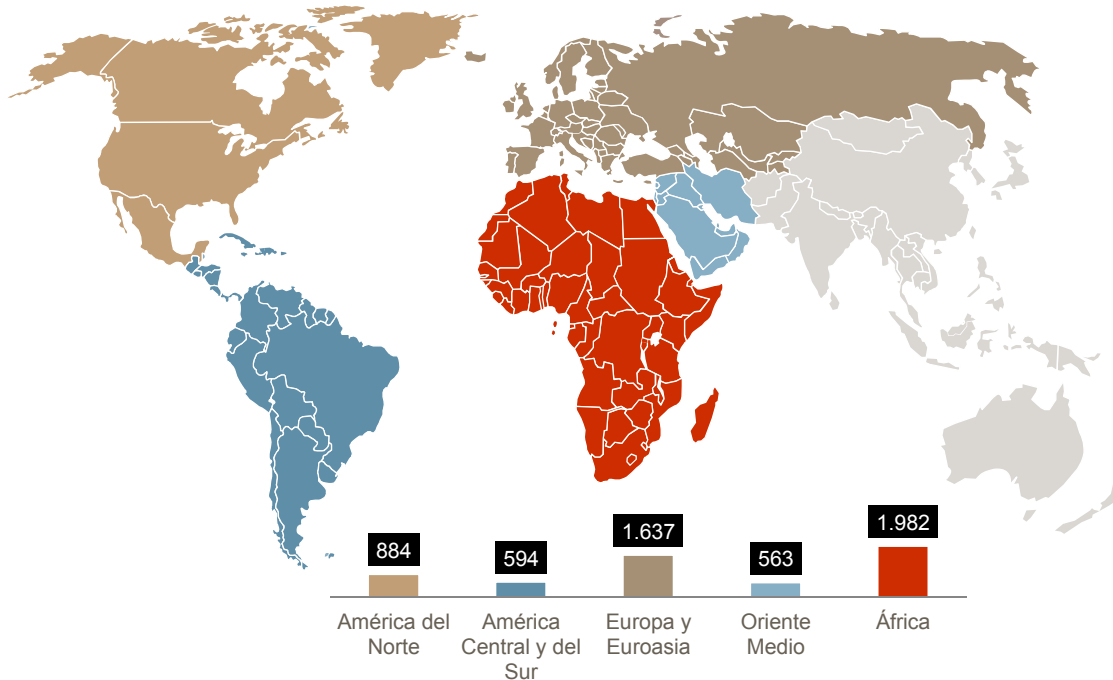 884
594
1.637
563
1.982
América del
Norte
América
Central y del
Sur
Europa y
Euroasia
Oriente
Medio
África